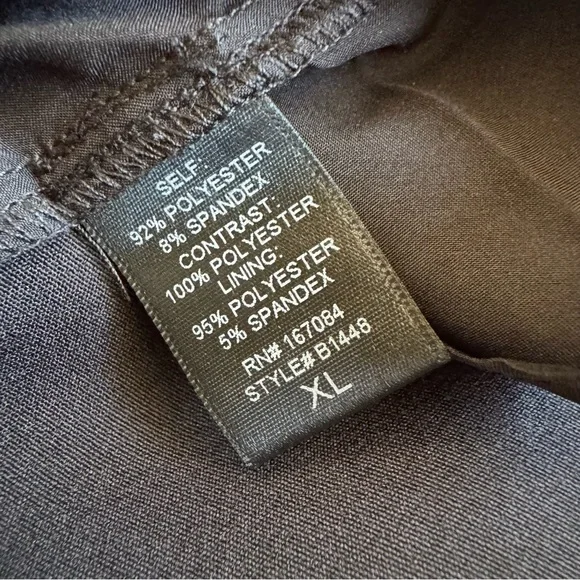 SELF:
92% POLYESTER
8% SPANDEX
CONTRAST
100% POLYESTER
LINING:
95% POLYESTER
5% SPANDEX
RN# 167084
STYLE# B1448
XL